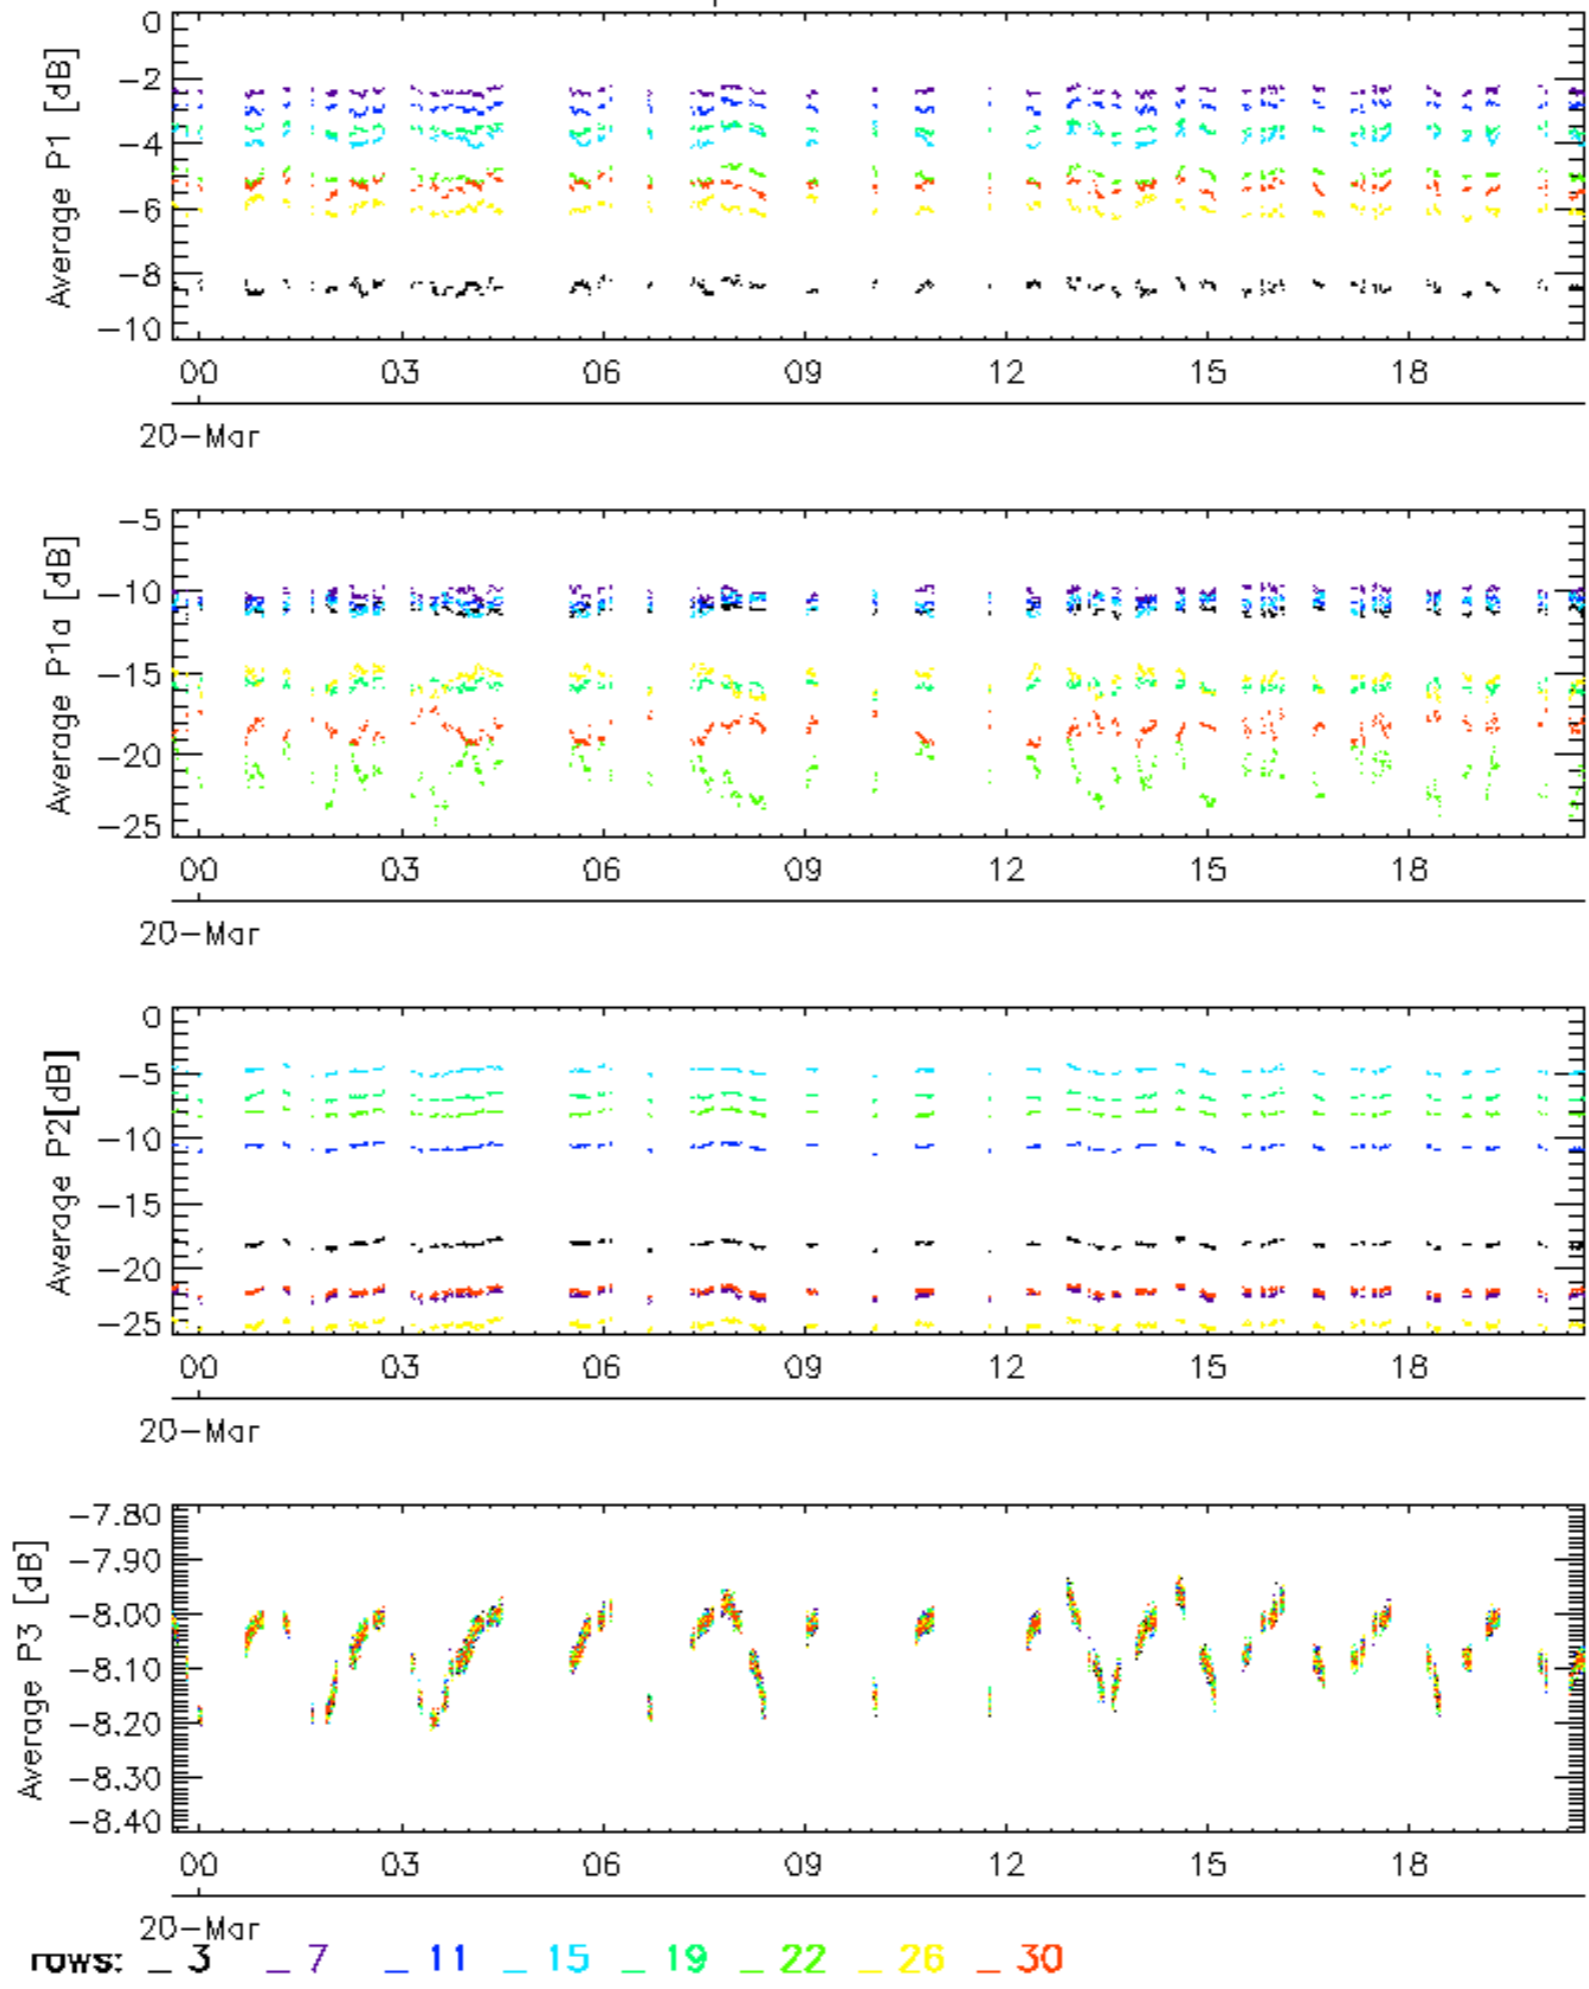 Average P1 [dB]
0
−2
−4
−6
−8
−10
00 03 06 09 12 15 18
20−Mar
Average P1a [dB]
−5
−10
−15
−20
−25
00 03 06 09 12 15 18
20−Mar
Average P2[dB]
0
−5
−10
−15
−20
−25
00 03 06 09 12 15 18
20−Mar
Average P3 [dB]
−7.80
−7.90
−8.00
−8.10
−8.20
−8.30
−8.40
00 03 06 09 12 15 18
20−Mar
rows: _ 3 _ 7 _ 11 _ 15 _ 19 _ 22 _ 26 _ 30